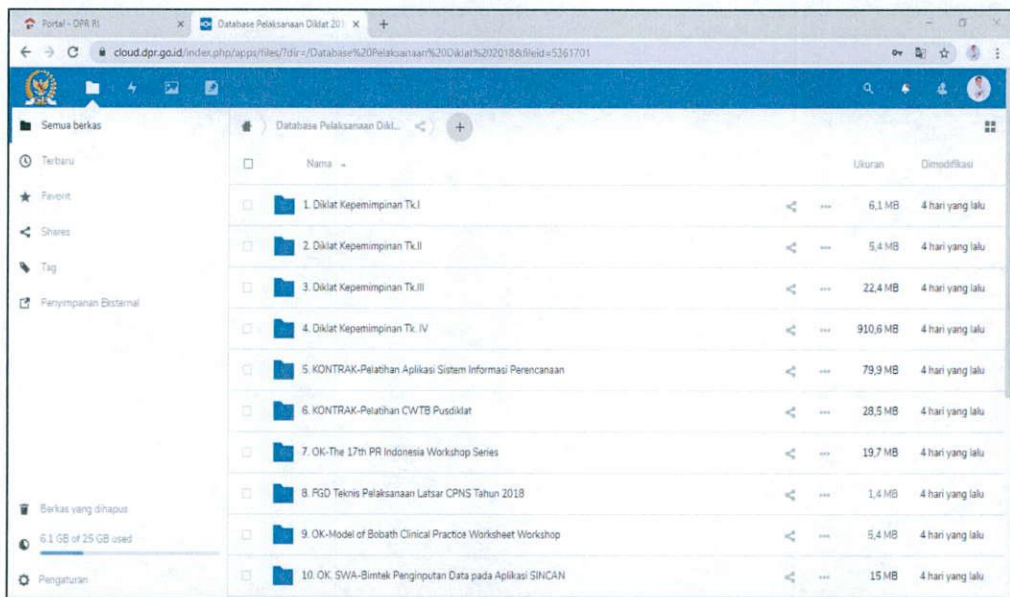 Portal - DPR RI
Database Pelaksanaan Diklat 201
cloud.dpr.go.id/index.php/apps/files/?dir=/Database%20Pelaksanaan%20Diklat%202018&fileid=5361701
Semua berkas
Database Pelaksanaan Dikl...
Terbaru
Nama
Ukuran
Dimodifikasi
Favorit
1. Diklat Kepemimpinan Tk.I
6,1 MB
4 hari yang lalu
Shares
2. Diklat Kepemimpinan Tk.II
5,4 MB
4 hari yang lalu
Tag
3. Diklat Kepemimpinan Tk.III
22,4 MB
4 hari yang lalu
Penyimpanan Eksternal
4. Diklat Kepemimpinan Tk. IV
910,6 MB
4 hari yang lalu
5. KONTRAK-Pelatihan Aplikasi Sistem Informasi Perencanaan
79,9 MB
4 hari yang lalu
6. KONTRAK-Pelatihan CWTB Pusdiklat
28,5 MB
4 hari yang lalu
7. OK-The 17th PR Indonesia Workshop Series
19,7 MB
4 hari yang lalu
8. FGD Teknis Pelaksanaan Latsar CPNS Tahun 2018
1,4 MB
4 hari yang lalu
Berkas yang dihapus
9. OK-Model of Bobath Clinical Practice Worksheet Workshop
5,4 MB
4 hari yang lalu
6.1 GB of 25 GB used
10. OK. SWA-Bimtek Penginputan Data pada Aplikasi SINCAN
15 MB
4 hari yang lalu
Pengaturan